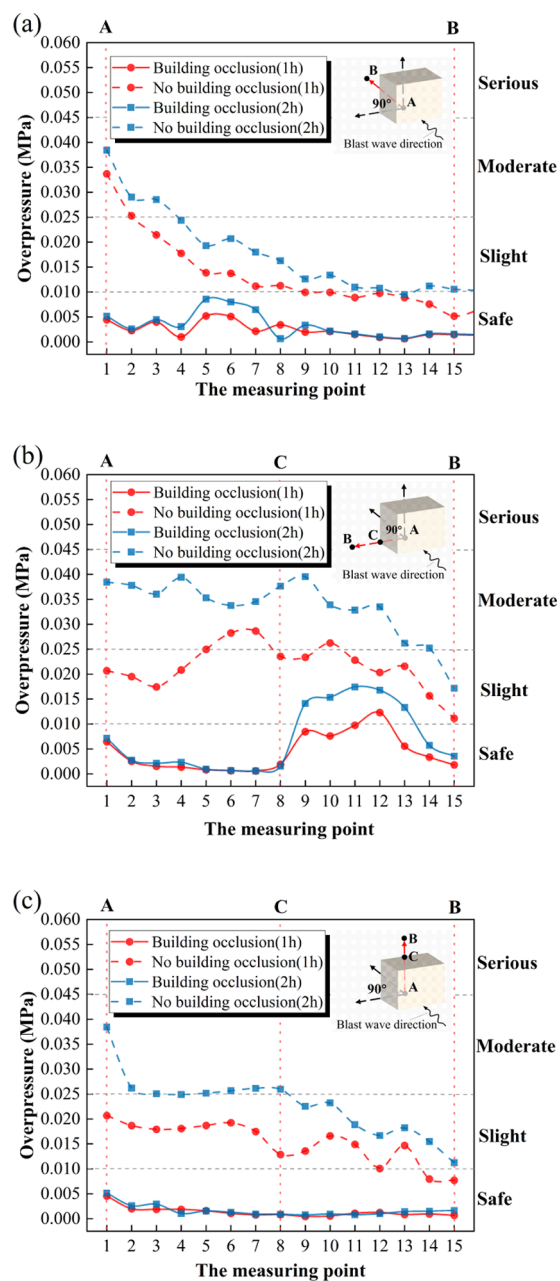 (a)
A
B
0.060
0.055
0.050
0.045
0.040
0.035
0.030
0.025
0.020
0.015
0.010
0.005
0.000
Overpressure (MPa)
Building occlusion(1h)
No building occlusion(1h)
Building occlusion(2h)
No building occlusion(2h)
B
90°
A
Blast wave direction
Serious
Moderate
Slight
Safe
1 2 3 4 5 6 7 8 9 10 11 12 13 14 15
The measuring point
(b)
A
C
B
0.060
0.055
0.050
0.045
0.040
0.035
0.030
0.025
0.020
0.015
0.010
0.005
0.000
Overpressure (MPa)
Building occlusion(1h)
No building occlusion(1h)
Building occlusion(2h)
No building occlusion(2h)
B
C
90°
A
Blast wave direction
Serious
Moderate
Slight
Safe
1 2 3 4 5 6 7 8 9 10 11 12 13 14 15
The measuring point
(c)
A
C
B
0.060
0.055
0.050
0.045
0.040
0.035
0.030
0.025
0.020
0.015
0.010
0.005
0.000
Overpressure (MPa)
Building occlusion(1h)
No building occlusion(1h)
Building occlusion(2h)
No building occlusion(2h)
B
C
90°
A
Blast wave direction
Serious
Moderate
Slight
Safe
1 2 3 4 5 6 7 8 9 10 11 12 13 14 15
The measuring point